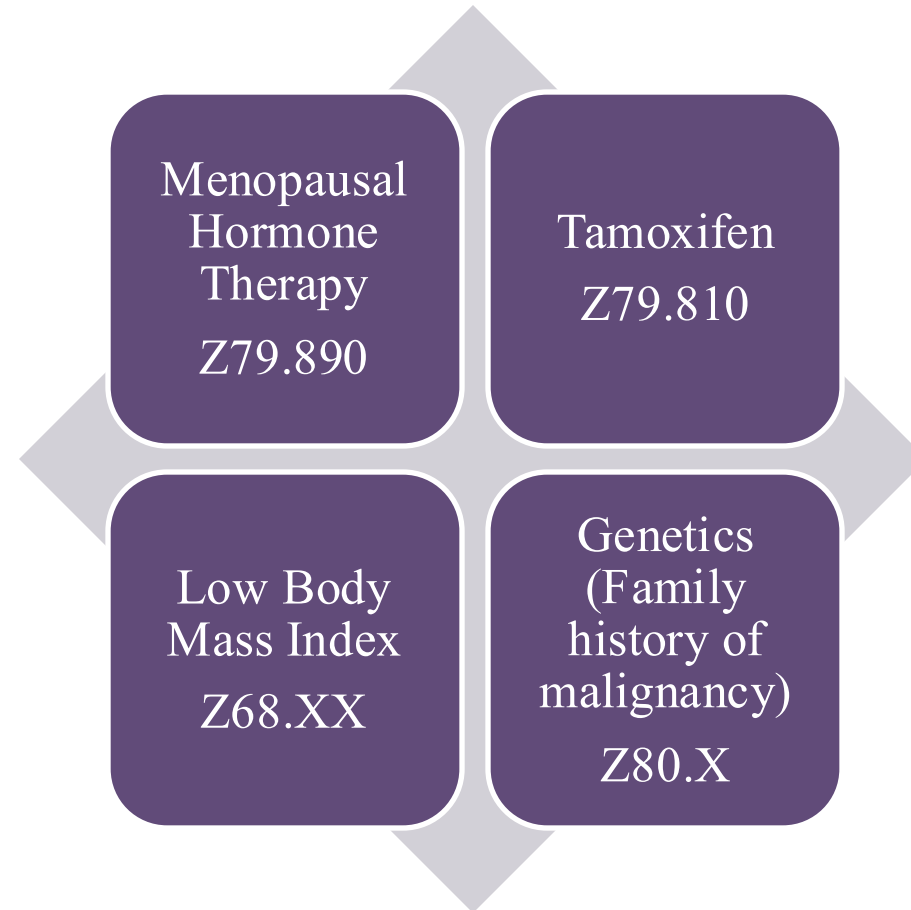 Menopausal
Hormone
Therapy
Z79.890
Tamoxifen
Z79.810
Low Body
Mass Index
Z68.XX
Genetics
(Family
history of
malignancy)
Z80.X